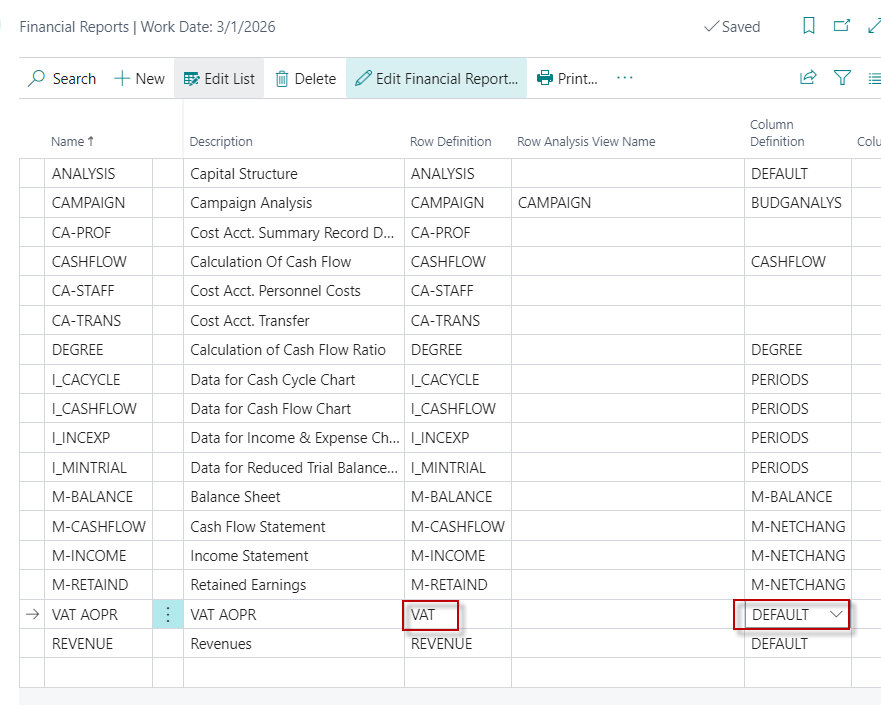 Financial Reports | Work Date: 3/1/2026 Saved
Search New Edit List Delete Edit Financial Report... Print... ...
Name ↑ Description Row Definition Row Analysis View Name Column Definition Colu
ANALYSIS Capital Structure ANALYSIS DEFAULT
CAMPAIGN Campaign Analysis CAMPAIGN CAMPAIGN BUDGANALYS
CA-PROF Cost Acct. Summary Record D... CA-PROF
CASHFLOW Calculation Of Cash Flow CASHFLOW CASHFLOW
CA-STAFF Cost Acct. Personnel Costs CA-STAFF
CA-TRANS Cost Acct. Transfer CA-TRANS
DEGREE Calculation of Cash Flow Ratio DEGREE DEGREE
I_CACYCLE Data for Cash Cycle Chart I_CACYCLE PERIODS
I_CASHFLOW Data for Cash Flow Chart I_CASHFLOW PERIODS
I_INCEXP Data for Income & Expense Ch... I_INCEXP PERIODS
I_MINTRIAL Data for Reduced Trial Balance... I_MINTRIAL PERIODS
M-BALANCE Balance Sheet M-BALANCE M-BALANCE
M-CASHFLOW Cash Flow Statement M-CASHFLOW M-NETCHANG
M-INCOME Income Statement M-INCOME M-NETCHANG
M-RETAIND Retained Earnings M-RETAIND M-NETCHANG
VAT AOPR VAT AOPR VAT DEFAULT
REVENUE Revenues REVENUE DEFAULT